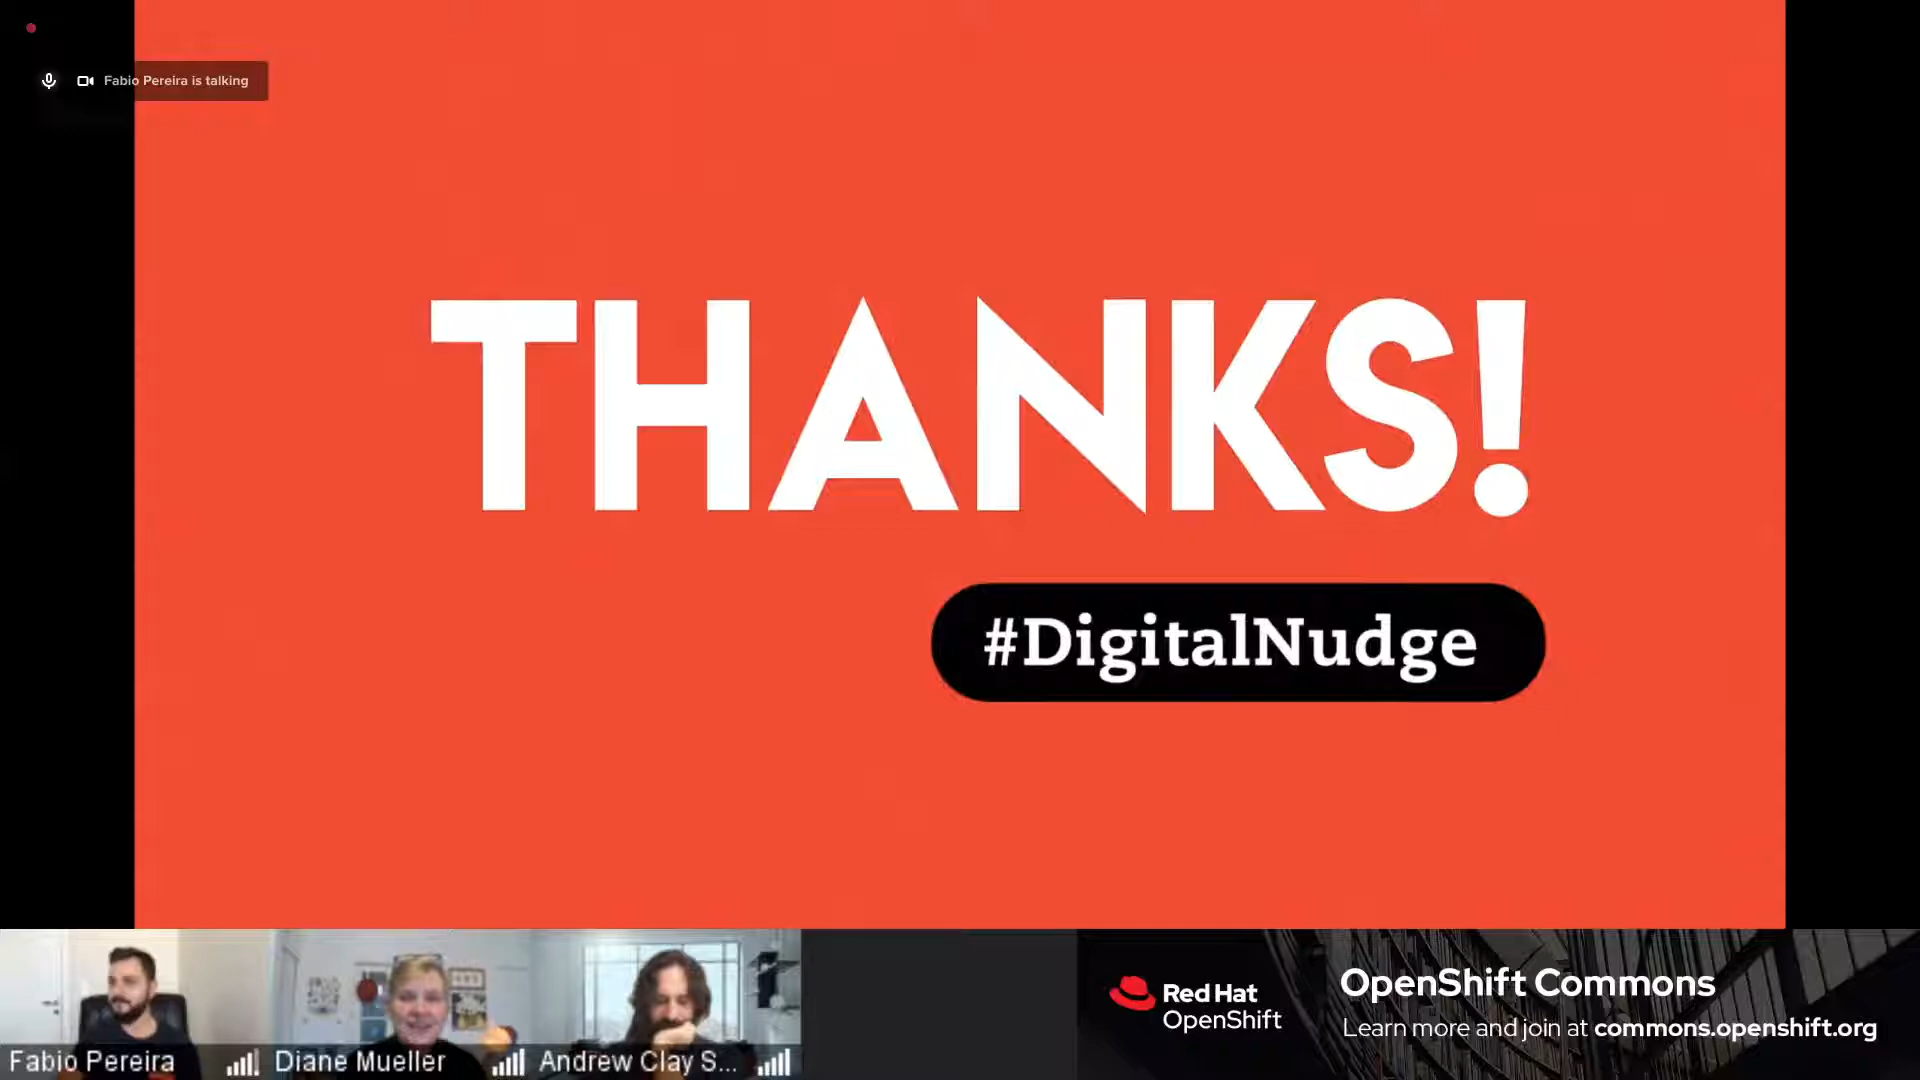 Fabio Pereira is talking
THANKS!
#DigitalNudge
Fabio Pereira
Diane Mueller
Andrew Clay S...
Red Hat
OpenShift
OpenShift Commons
Learn more and join at commons.openshift.org